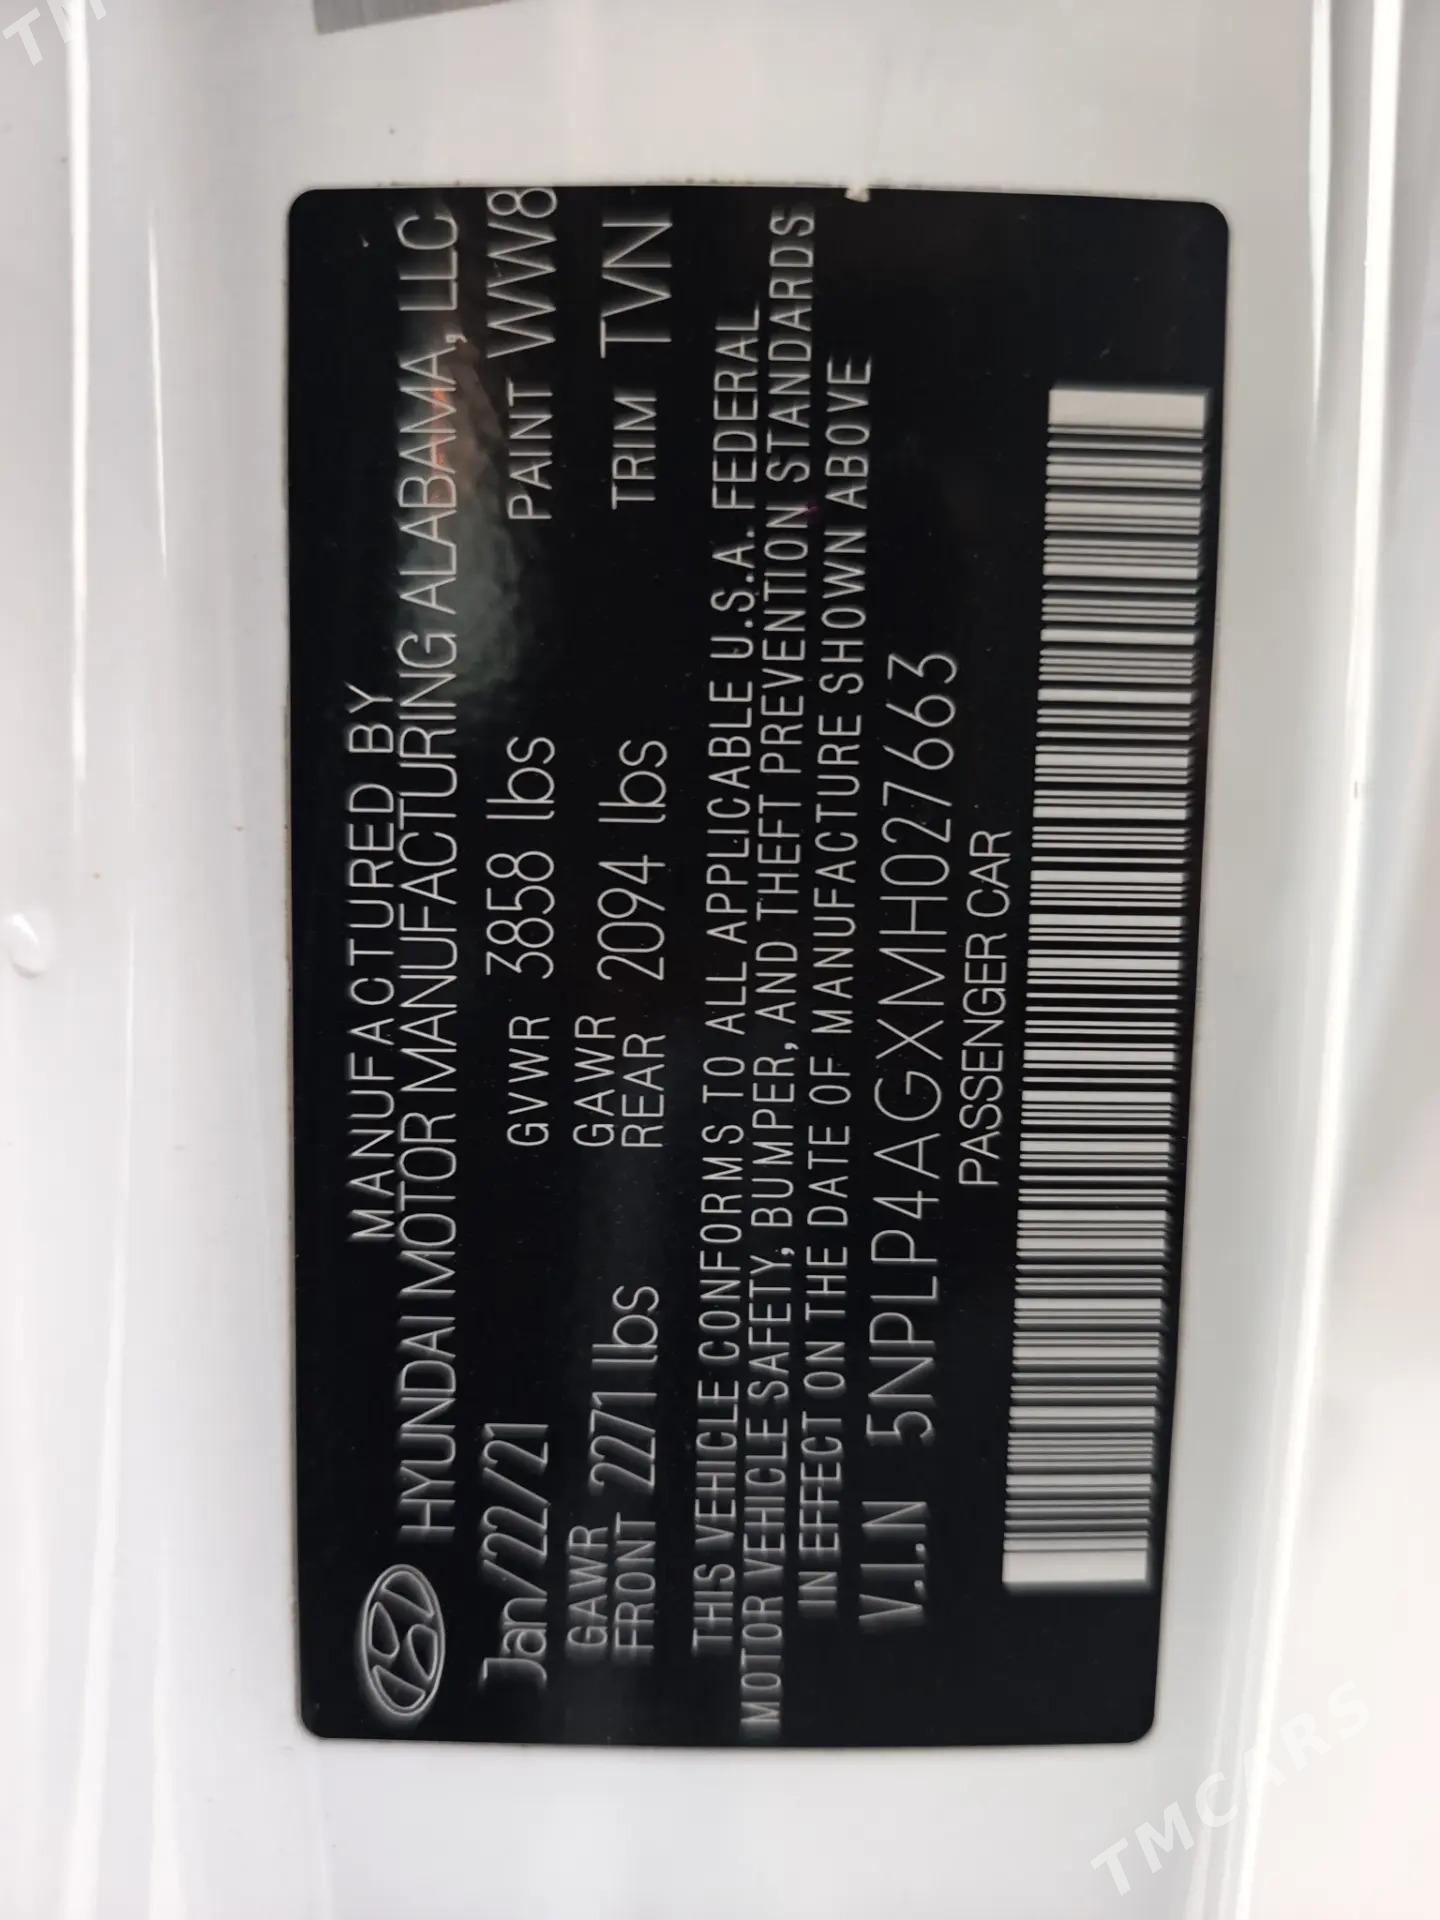 MANUFACTURED BY
HYUNDAI MOTOR MANUFACTURING ALABAMA, LLC
Jan/22/21 GVWR 3858 lbs PAINT WW8
GAWR FRONT 2271 lbs GAWR REAR 2094 lbs TRIM TVN
THIS VEHICLE CONFORMS TO ALL APPLICABLE U.S.A. FEDERAL
MOTOR VEHICLE SAFETY, BUMPER, AND THEFT PREVENTION STANDARDS
IN EFFECT ON THE DATE OF MANUFACTURE SHOWN ABOVE
V.I.N 5NPLP4AGXMH027663
PASSENGER CAR
TMCARS